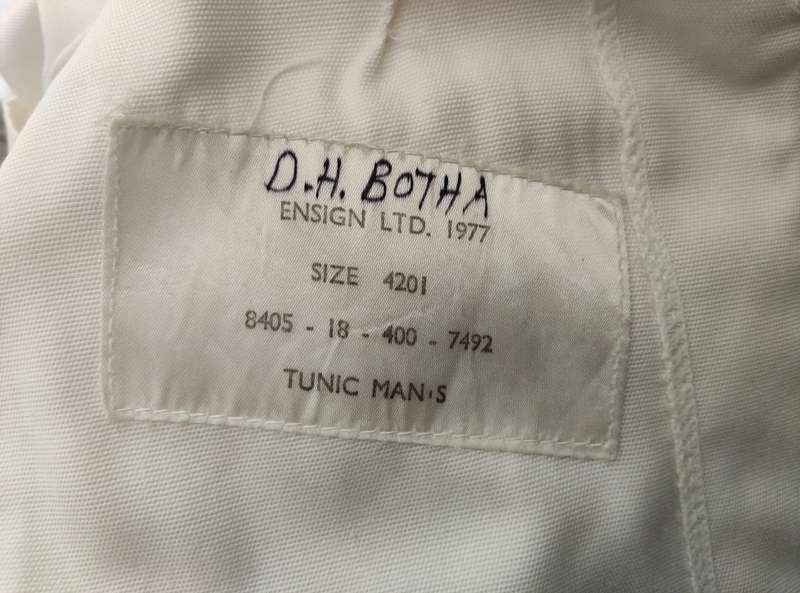 D.H. BOTHA
ENSIGN LTD. 1977
SIZE 4201
8405 - 18 - 400 - 7492
TUNIC MAN'S